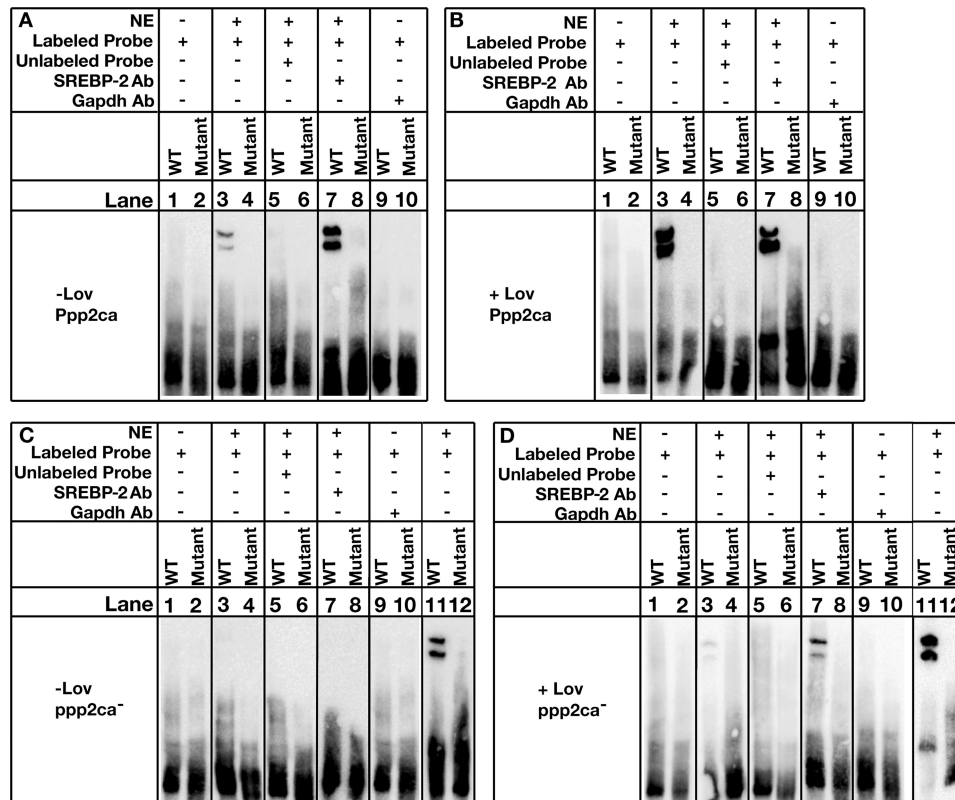 A NE - + + + -
Labeled Probe + + + + +
Unlabeled Probe - - + - -
SREBP-2 Ab - - - + -
Gapdh Ab - - - - +
WT Mutant WT Mutant WT Mutant WT Mutant WT Mutant
Lane 1 2 3 4 5 6 7 8 9 10
-Lov
Ppp2ca
B NE - + + + -
Labeled Probe + + + + +
Unlabeled Probe - - + - -
SREBP-2 Ab - - - + -
Gapdh Ab - - - - +
WT Mutant WT Mutant WT Mutant WT Mutant WT Mutant
Lane 1 2 3 4 5 6 7 8 9 10
+ Lov
Ppp2ca
C NE - + + + - +
Labeled Probe + + + + + +
Unlabeled Probe - - + - - -
SREBP-2 Ab - - - + - -
Gapdh Ab - - - - + -
WT Mutant WT Mutant WT Mutant WT Mutant WT Mutant WT Mutant
Lane 1 2 3 4 5 6 7 8 9 10 11 12
-Lov
ppp2ca⁻
D NE - + + + - +
Labeled Probe + + + + + +
Unlabeled Probe - - + - - -
SREBP-2 Ab - - - + - -
Gapdh Ab - - - - + -
WT Mutant WT Mutant WT Mutant WT Mutant WT Mutant WT Mutant
Lane 1 2 3 4 5 6 7 8 9 10 11 12
+ Lov
ppp2ca⁻